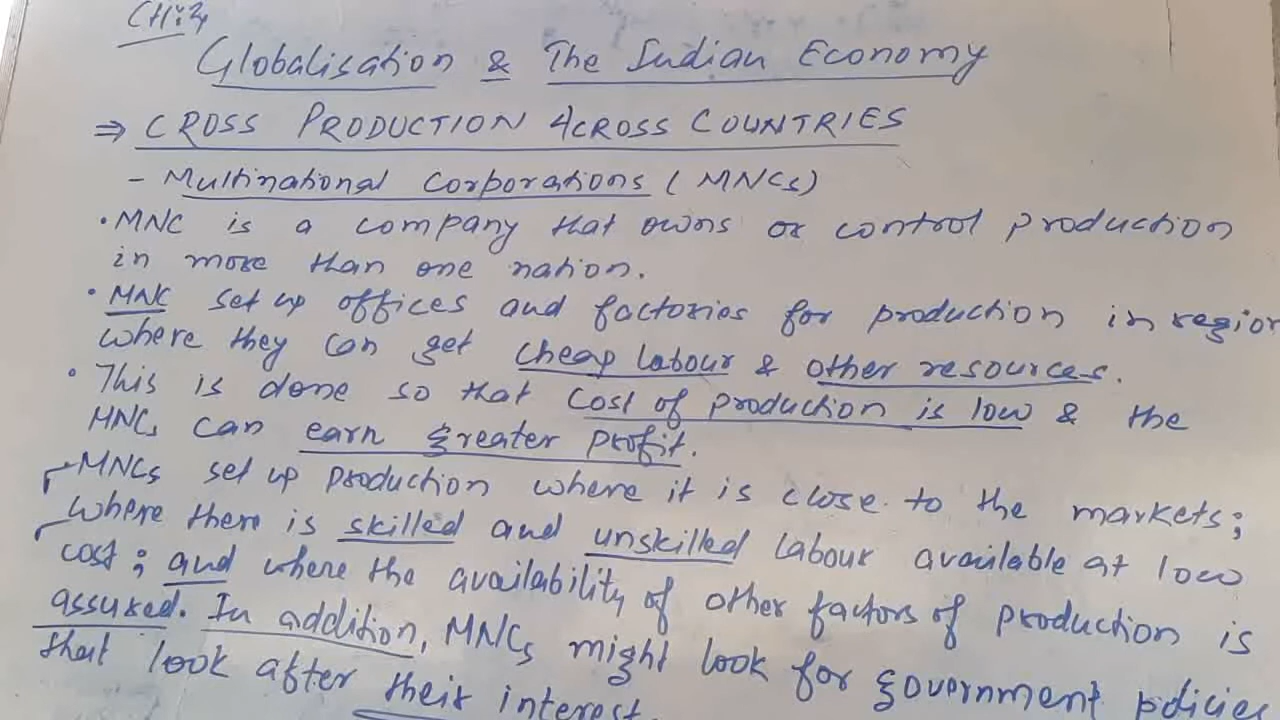 CH:4
Globalisation & The Indian Economy
⇒ CROSS PRODUCTION ACROSS COUNTRIES
- Multinational Corporations (MNCs)
• MNC is a company that owns or control production
in more than one nation.
• MNC set up offices and factories for production in region
where they can get cheap labour & other resources.
• This is done so that cost of production is low & the
MNCs can earn greater profit.
MNCs set up production where it is close to the markets;
where there is skilled and unskilled labour available at low
cost; and where the availability of other factors of production is
assured. In addition, MNCs might look for government policies
that look after their interest.